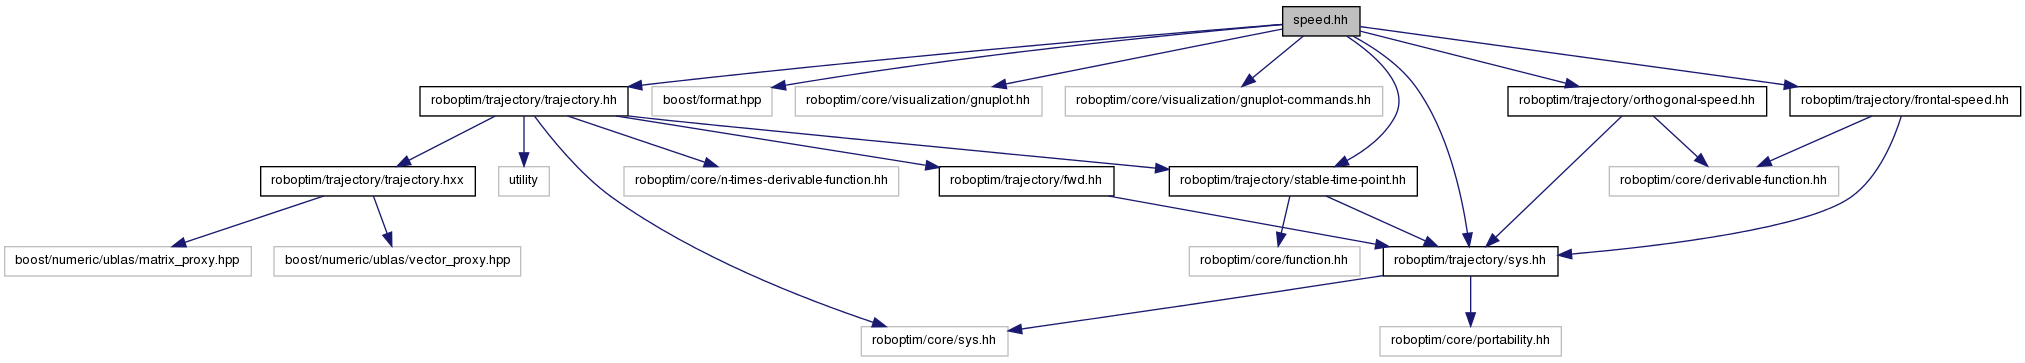 speed.hh
roboptim/trajectory/trajectory.hh
boost/format.hpp
roboptim/core/visualization/gnuplot.hh
roboptim/core/visualization/gnuplot-commands.hh
roboptim/trajectory/orthogonal-speed.hh
roboptim/trajectory/frontal-speed.hh
roboptim/trajectory/trajectory.hxx
utility
roboptim/core/n-times-derivable-function.hh
roboptim/trajectory/fwd.hh
roboptim/trajectory/stable-time-point.hh
roboptim/core/derivable-function.hh
boost/numeric/ublas/matrix_proxy.hpp
boost/numeric/ublas/vector_proxy.hpp
roboptim/core/function.hh
roboptim/trajectory/sys.hh
roboptim/core/sys.hh
roboptim/core/portability.hh